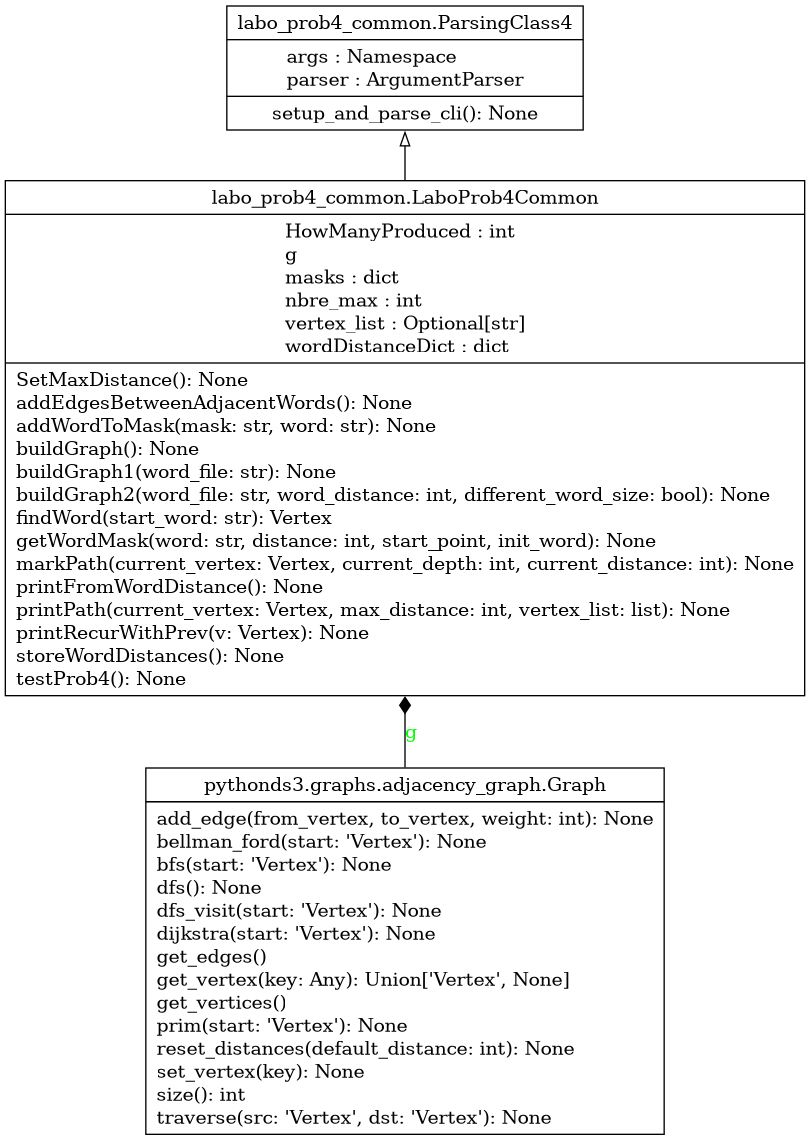 labo_prob4_common.ParsingClass4
args : Namespace
parser : ArgumentParser
setup_and_parse_cli(): None
labo_prob4_common.LaboProb4Common
HowManyProduced : int
g
masks : dict
nbre_max : int
vertex_list : Optional[str]
wordDistanceDict : dict
SetMaxDistance(): None
addEdgesBetweenAdjacentWords(): None
addWordToMask(mask: str, word: str): None
buildGraph(): None
buildGraph1(word_file: str): None
buildGraph2(word_file: str, word_distance: int, different_word_size: bool): None
findWord(start_word: str): Vertex
getWordMask(word: str, distance: int, start_point, init_word): None
markPath(current_vertex: Vertex, current_depth: int, current_distance: int): None
printFromWordDistance(): None
printPath(current_vertex: Vertex, max_distance: int, vertex_list: list): None
printRecurWithPrev(v: Vertex): None
storeWordDistances(): None
testProb4(): None
g
pythonds3.graphs.adjacency_graph.Graph
add_edge(from_vertex, to_vertex, weight: int): None
bellman_ford(start: 'Vertex'): None
bfs(start: 'Vertex'): None
dfs(): None
dfs_visit(start: 'Vertex'): None
dijkstra(start: 'Vertex'): None
get_edges()
get_vertex(key: Any): Union['Vertex', None]
get_vertices()
prim(start: 'Vertex'): None
reset_distances(default_distance: int): None
set_vertex(key): None
size(): int
traverse(src: 'Vertex', dst: 'Vertex'): None